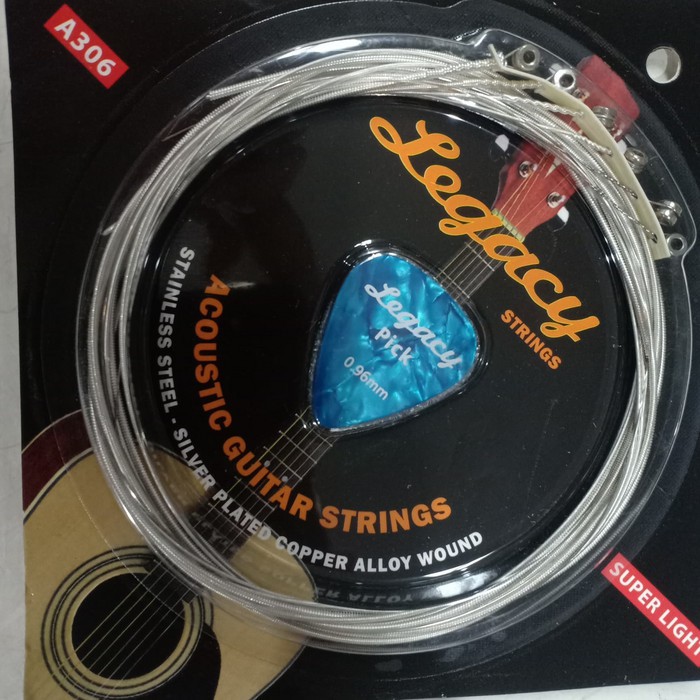 A306
Legacy
STRINGS
Legacy
Pick
0.96mm
ACOUSTIC GUITAR STRINGS
STAINLESS STEEL - SILVER PLATED COPPER ALLOY WOUND
SUPER LIGHT